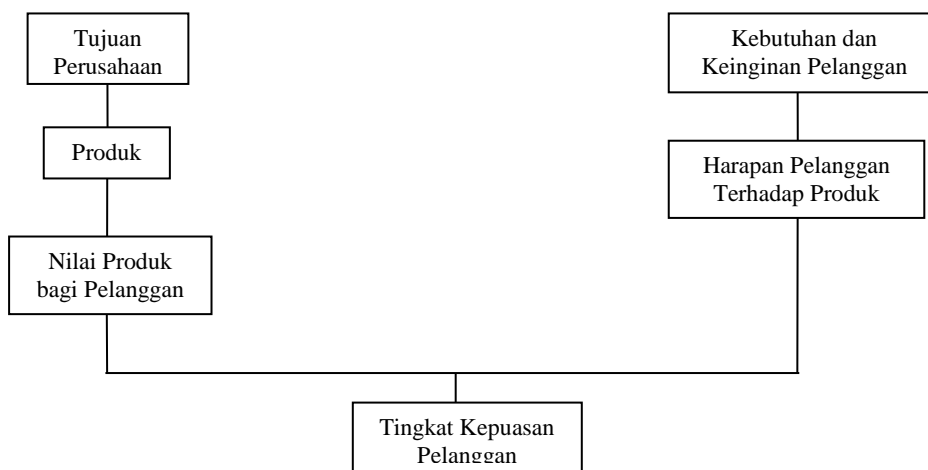 Tujuan
Perusahaan
Produk
Nilai Produk
bagi Pelanggan
Kebutuhan dan
Keinginan Pelanggan
Harapan Pelanggan
Terhadap Produk
Tingkat Kepuasan
Pelanggan